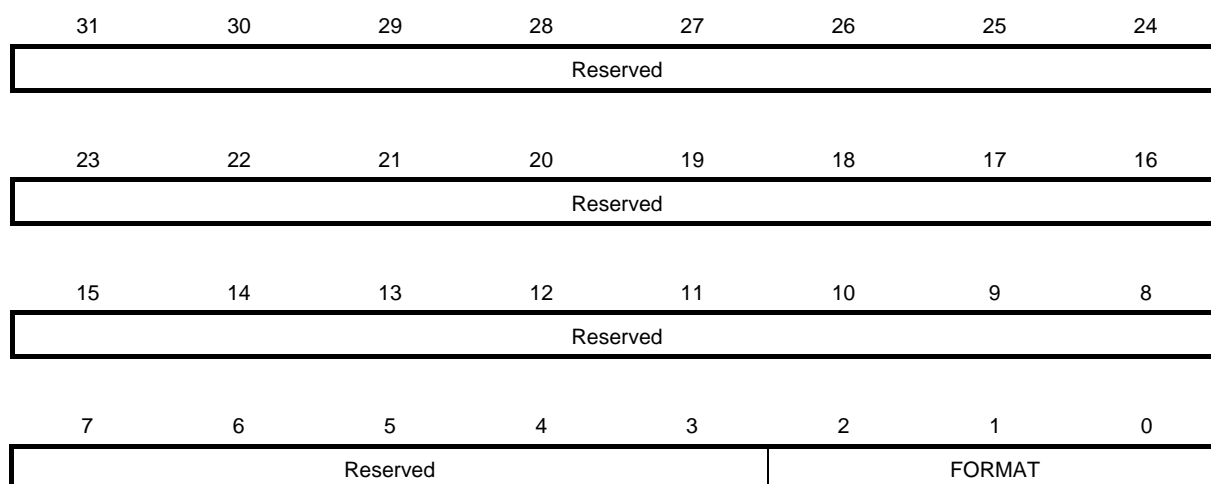 31 30 29 28 27 26 25 24
Reserved
23 22 21 20 19 18 17 16
Reserved
15 14 13 12 11 10 9 8
Reserved
7 6 5 4 3 2 1 0
Reserved FORMAT